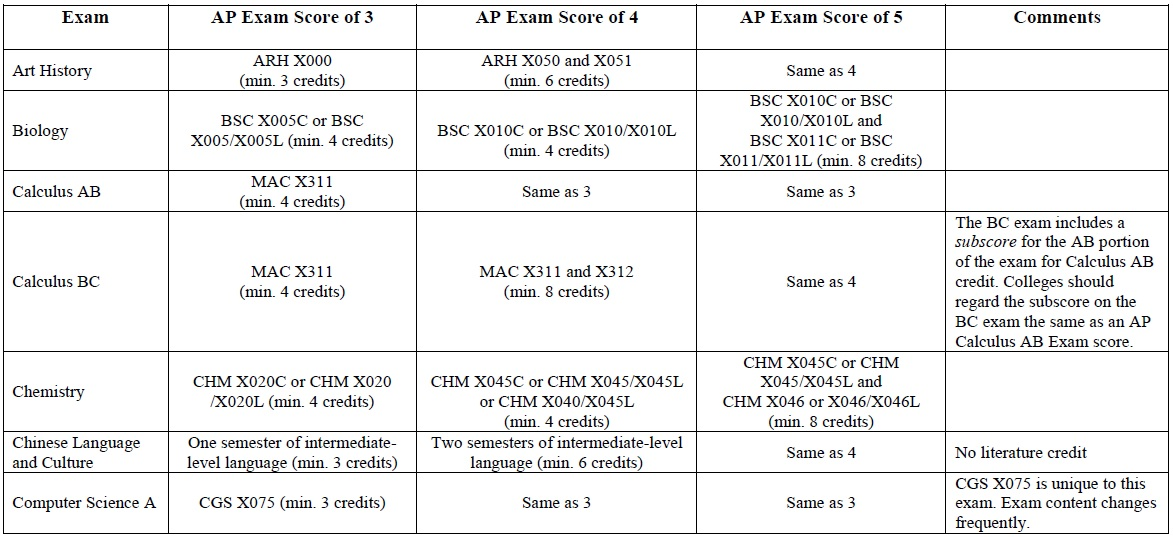 Exam
AP Exam Score of 3
AP Exam Score of 4
AP Exam Score of 5
Comments
Art History
ARH X000
(min. 3 credits)
ARH X050 and X051
(min. 6 credits)
Same as 4
Biology
BSC X005C or BSC
X005/X005L (min. 4 credits)
BSC X010C or BSC X010/X010L
(min. 4 credits)
BSC X010C or BSC
X010/X010L and
BSC X011C or BSC
X011/X011L (min. 8 credits)
Calculus AB
MAC X311
(min. 4 credits)
Same as 3
Same as 3
Calculus BC
MAC X311
(min. 4 credits)
MAC X311 and X312
(min. 8 credits)
Same as 4
The BC exam includes a
subscore for the AB portion
of the exam for Calculus AB
credit. Colleges should
regard the subscore on the
BC exam the same as an AP
Calculus AB Exam score.
Chemistry
CHM X020C or CHM X020
/X020L (min. 4 credits)
CHM X045C or CHM X045/X045L
or CHM X040/X045L
(min. 4 credits)
CHM X045C or CHM
X045/X045L and
CHM X046 or X046/X046L
(min. 8 credits)
Chinese Language
and Culture
One semester of intermediate-
level language (min. 3 credits)
Two semesters of intermediate-level
language (min. 6 credits)
Same as 4
No literature credit
Computer Science A
CGS X075 (min. 3 credits)
Same as 3
Same as 3
CGS X075 is unique to this
exam. Exam content changes
frequently.